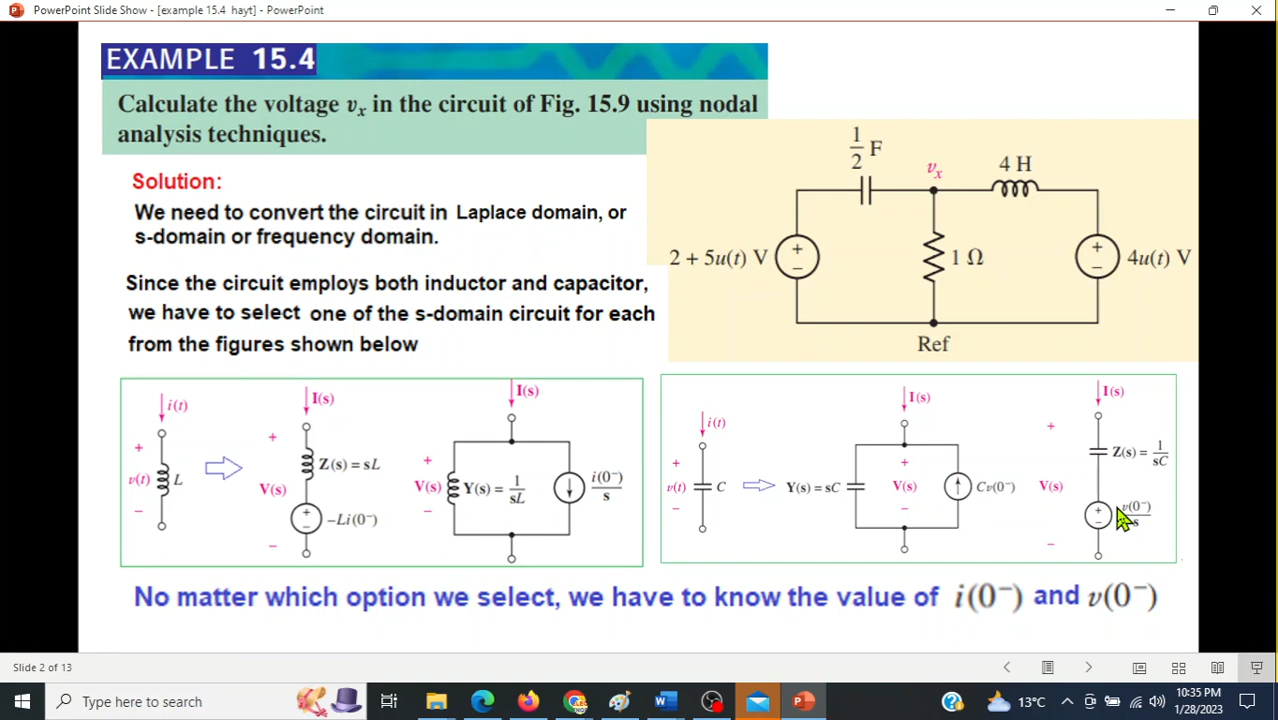 PowerPoint Slide Show - [example 15.4 hayt] - PowerPoint
EXAMPLE 15.4
Calculate the voltage vₓ in the circuit of Fig. 15.9 using nodal
analysis techniques.
Solution:
We need to convert the circuit in Laplace domain, or
s-domain or frequency domain.
Since the circuit employs both inductor and capacitor,
we have to select one of the s-domain circuit for each
from the figures shown below
1/2 F
vₓ
4 H
2 + 5u(t) V
+
−
1 Ω
+
−
4u(t) V
Ref
i(t)
+
v(t)
−
L
I(s)
+
V(s)
−
Z(s) = sL
+
−
−Li(0⁻)
I(s)
+
V(s)
−
Y(s) = 1/sL
i(0⁻)/s
i(t)
+
v(t)
−
C
I(s)
Y(s) = sC
+
V(s)
−
Cv(0⁻)
I(s)
+
V(s)
−
Z(s) = 1/sC
+
−
v(0⁻)/s
No matter which option we select, we have to know the value of i(0⁻) and v(0⁻)
Slide 2 of 13
Type here to search
13°C
10:35 PM
1/28/2023